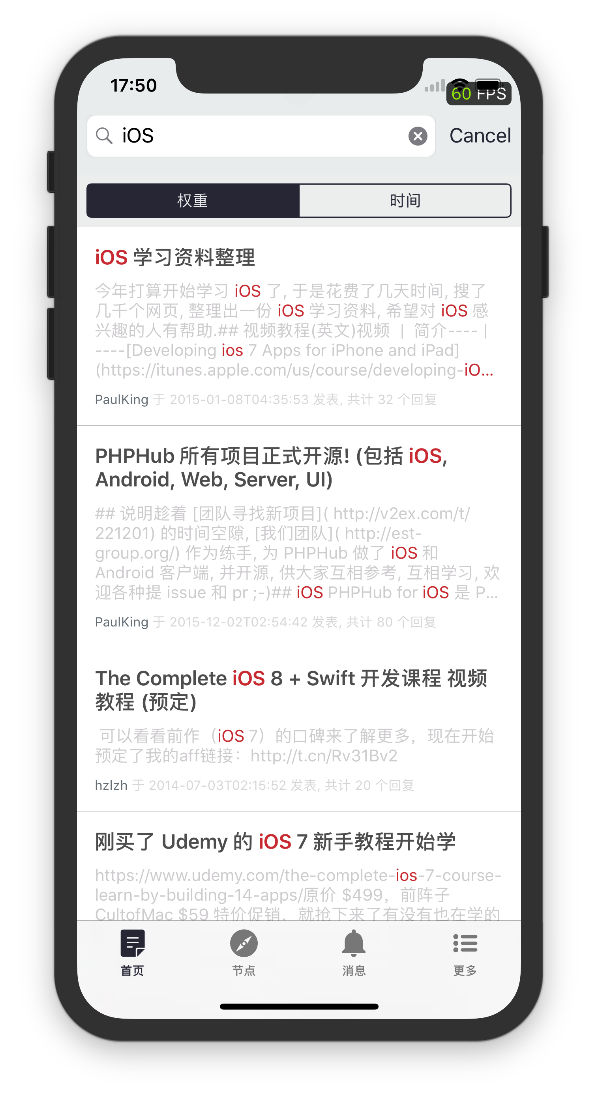 17:50
60 FPS
iOS
Cancel
权重
时间
iOS 学习资料整理
今年打算开始学习 iOS 了, 于是花费了几天时间, 搜了
几千个网页, 整理出一份 iOS 学习资料, 希望对 iOS 感
兴趣的人有帮助.## 视频教程(英文)视频 | 简介---- |
----[Developing ios 7 Apps for iPhone and iPad]
(https://itunes.apple.com/us/course/developing-iO...
PaulKing 于 2015-01-08T04:35:53 发表, 共计 32 个回复
PHPHub 所有项目正式开源! (包括 iOS,
Android, Web, Server, UI)
## 说明趁着 [团队寻找新项目]( http://v2ex.com/t/
221201) 的时间空隙, [我们团队]( http://est-
group.org/) 作为练手, 为 PHPHub 做了 iOS 和
Android 客户端, 并开源, 供大家互相参考, 互相学习, 欢
迎各种提 issue 和 pr ;-)## iOS PHPHub for iOS 是 P...
PaulKing 于 2015-12-02T02:54:42 发表, 共计 80 个回复
The Complete iOS 8 + Swift 开发课程 视频
教程 (预定)
可以看看前作（iOS 7）的口碑来了解更多，现在开始
预定了我的aff链接：http://t.cn/Rv31Bv2
hzlzh 于 2014-07-03T02:15:52 发表, 共计 20 个回复
刚买了 Udemy 的 iOS 7 新手教程开始学
https://www.udemy.com/the-complete-ios-7-course-
learn-by-building-14-apps/原价 $499，前阵子
CultofMac $59 特价促销，就抢下来了有没有也在学的
首页
节点
消息
更多